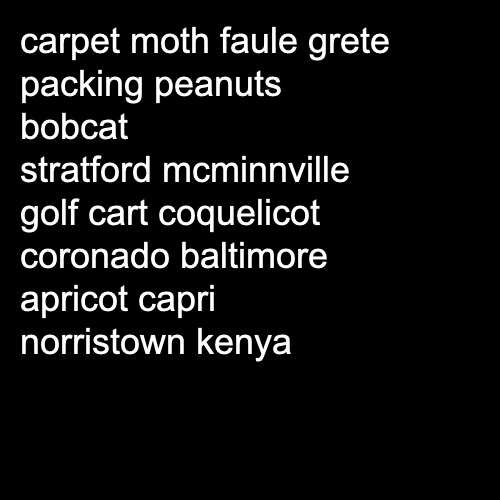 carpet moth faule grete
packing peanuts
bobcat
stratford mcminnville
golf cart coquelicot
coronado baltimore
apricot capri
norristown kenya